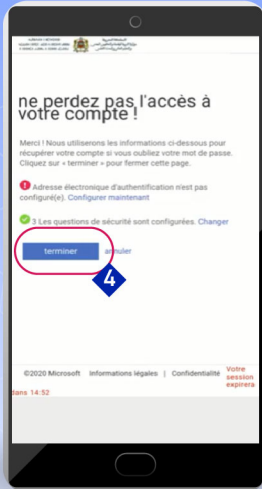 ne perdez pas l'accès à
votre compte !
Merci ! Nous utiliserons les informations ci-dessous pour
récupérer votre compte si vous oubliez votre mot de passe.
Cliquez sur « terminer » pour fermer cette page.
Adresse électronique d'authentification n'est pas
configuré(e). Configurer maintenant
3 Les questions de sécurité sont configurées. Changer
terminer annuler
4
©2020 Microsoft Informations légales | Confidentialité Votre
session
expirera
dans 14:52